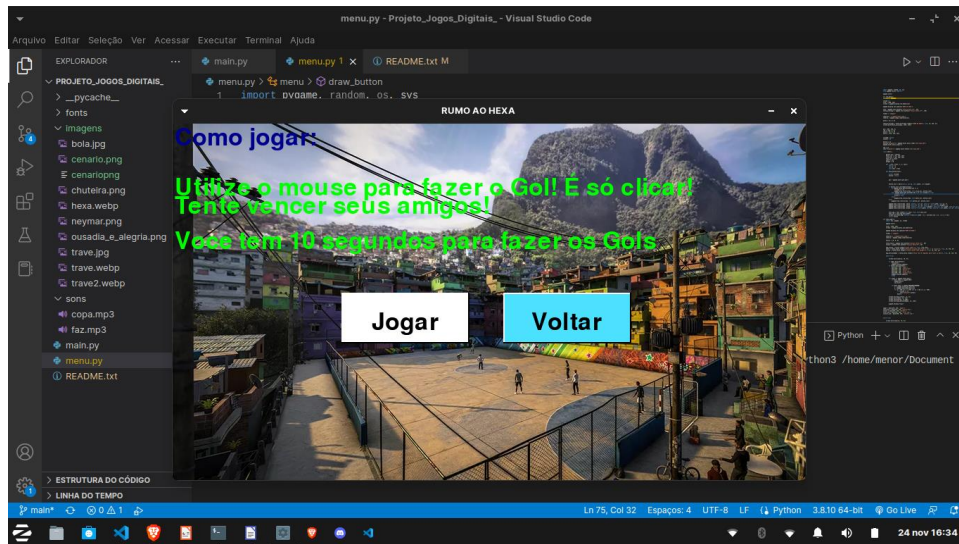 menu.py - Projeto_Jogos_Digitais_ - Visual Studio Code
Arquivo Editar Seleção Ver Acessar Executar Terminal Ajuda
EXPLORADOR ···
main.py
menu.py 1 ×
README.txt M
PROJETO_JOGOS_DIGITAIS_
menu.py > menu > draw_button
__pycache__
1 import pygame, random, os, sys
fonts
Imagens
bola.jpg
cenario.png
cenariopng
chuteira.png
hexa.webp
neymar.png
ousadia_e_alegria.png
trave.jpg
trave.webp
trave2.webp
sons
copa.mp3
faz.mp3
main.py
menu.py
README.txt
RUMO AO HEXA
Como jogar:
Utilize o mouse para fazer o Gol! E só clicar!
Tente vencer seus amigos!
Voce tem 10 segundos para fazer os Gols
Jogar
Voltar
Python
thon3 /home/menor/Document
4
1
ESTRUTURA DO CÓDIGO
LINHA DO TEMPO
main* 0 1
Ln 75, Col 32 Espaços: 4 UTF-8 LF Python 3.8.10 64-bit Go Live
24 nov 16:34